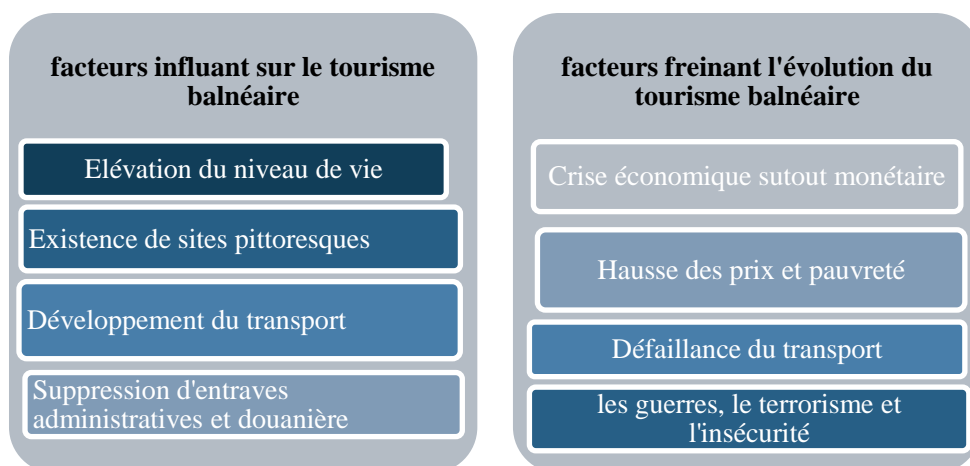 facteurs influant sur le tourisme
balnéaire
Elévation du niveau de vie
Existence de sites pittoresques
Développement du transport
Suppression d'entraves
administratives et douanière
facteurs freinant l'évolution du
tourisme balnéaire
Crise économique sutout monétaire
Hausse des prix et pauvreté
Défaillance du transport
les guerres, le terrorisme et
l'insécurité